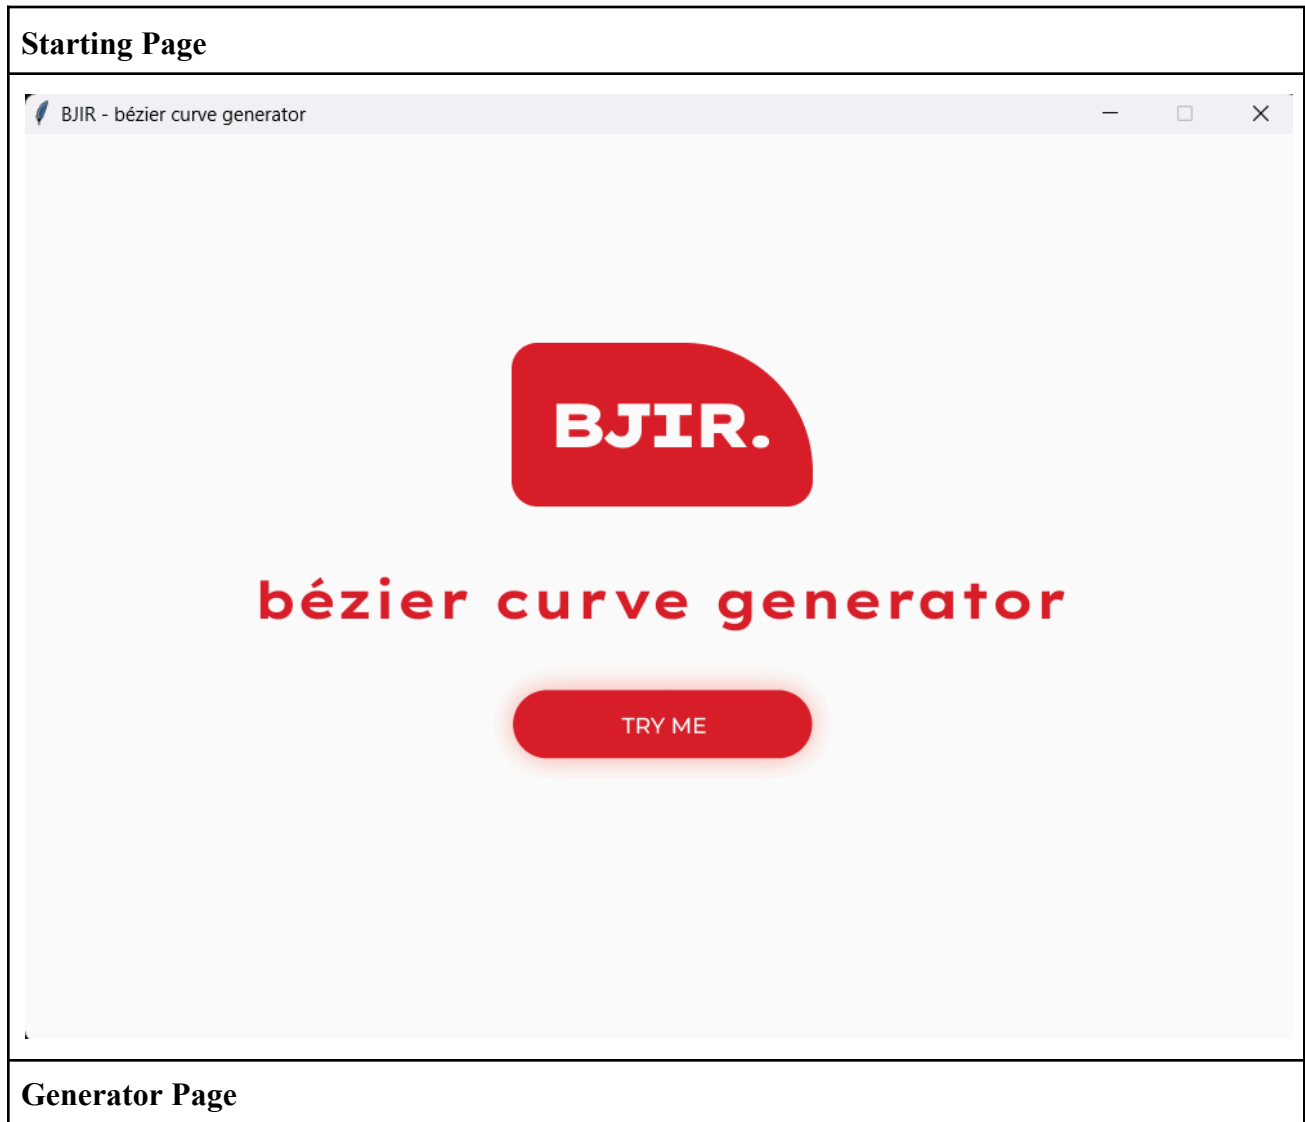 Starting Page
BJIR - bézier curve generator
BJIR.
bézier curve generator
TRY ME
Generator Page